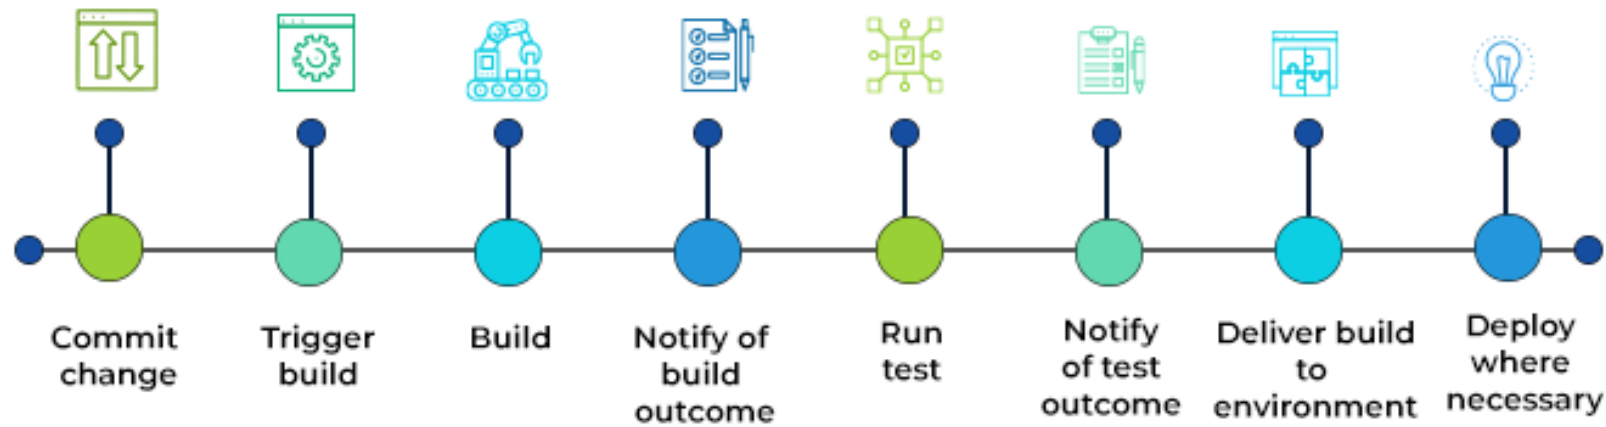 Commit
change
Trigger
build
Build
Notify of
build
outcome
Run
test
Notify
of test
outcome
Deliver build
to
environment
Deploy
where
necessary